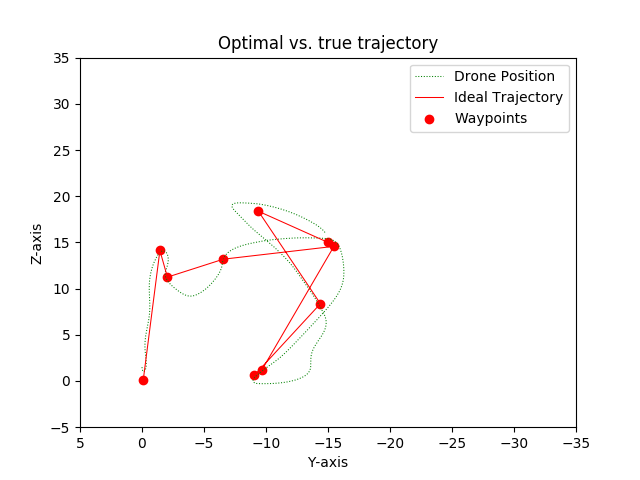 Optimal vs. true trajectory
Drone Position
Ideal Trajectory
Waypoints
Z-axis
35
30
25
20
15
10
5
0
−5
5 0 −5 −10 −15 −20 −25 −30 −35
Y-axis